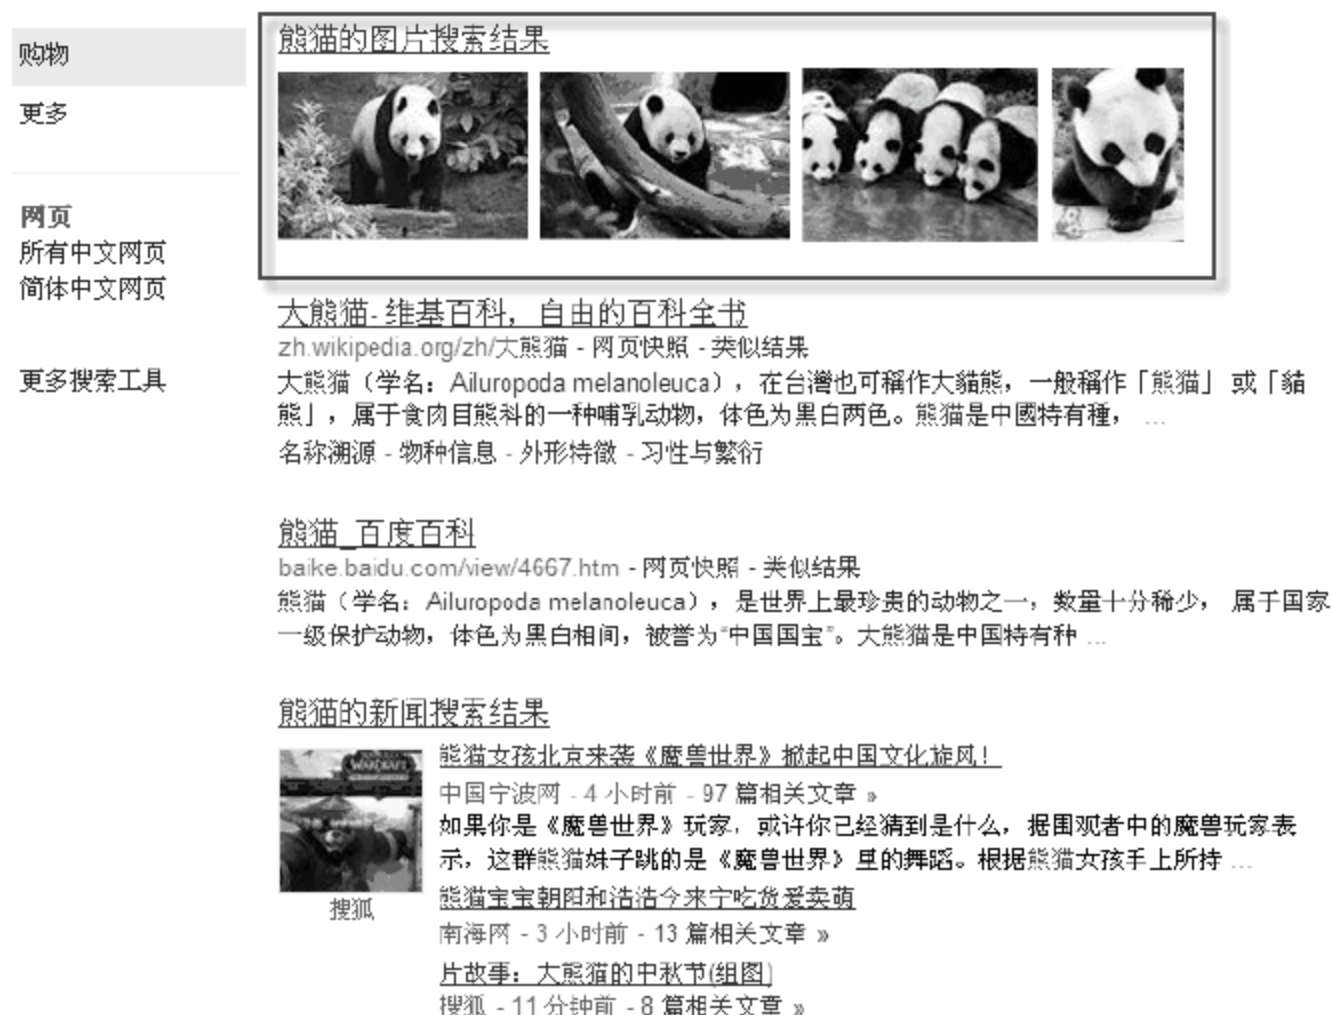 购物
更多
网页
所有中文网页
简体中文网页
更多搜索工具
熊猫的图片搜索结果
大熊猫- 维基百科，自由的百科全书
zh.wikipedia.org/zh/大熊猫 - 网页快照 - 类似结果
大熊猫（学名：Ailuropoda melanoleuca），在台灣也可稱作大貓熊，一般稱作「熊猫」 或「貓
熊」，属于食肉目熊科的一种哺乳动物，体色为黑白两色。熊猫是中國特有種， ...
名称溯源 - 物种信息 - 外形特徵 - 习性与繁衍
熊猫_百度百科
baike.baidu.com/view/4667.htm - 网页快照 - 类似结果
熊猫（学名：Ailuropoda melanoleuca），是世界上最珍贵的动物之一，数量十分稀少， 属于国家
一级保护动物，体色为黑白相间，被誉为“中国国宝”。大熊猫是中国特有种 ...
熊猫的新闻搜索结果
WARCRAFT
搜狐
熊猫女孩北京来袭《魔兽世界》掀起中国文化旋风！
中国宁波网 - 4 小时前 - 97 篇相关文章 »
如果你是《魔兽世界》玩家，或许你已经猜到是什么，据围观者中的魔兽玩家表
示，这群熊猫妹子跳的是《魔兽世界》里的舞蹈。根据熊猫女孩手上所持 ...
熊猫宝宝朝阳和浩浩今来宁吃货爱卖萌
南海网 - 3 小时前 - 13 篇相关文章 »
片故事：大熊猫的中秋节(组图)
搜狐 - 11 分钟前 - 8 篇相关文章 »